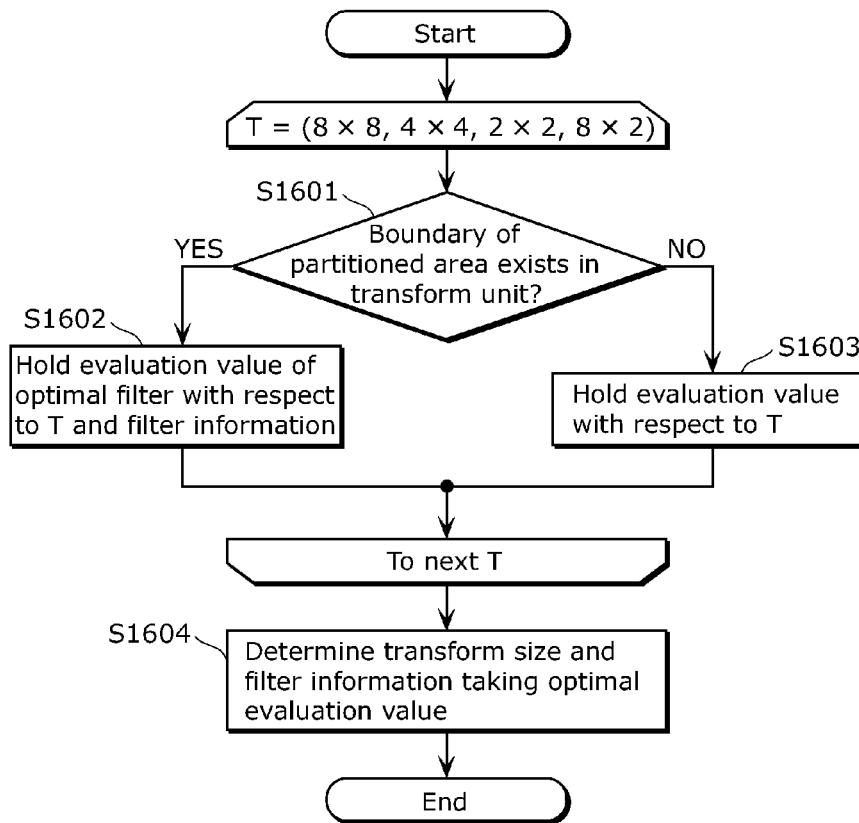 Start
T = (8 × 8, 4 × 4, 2 × 2, 8 × 2)
S1601
Boundary of
partitioned area exists in
transform unit?
YES
NO
S1602
Hold evaluation value of
optimal filter with respect
to T and filter information
S1603
Hold evaluation value
with respect to T
To next T
S1604
Determine transform size and
filter information taking optimal
evaluation value
End